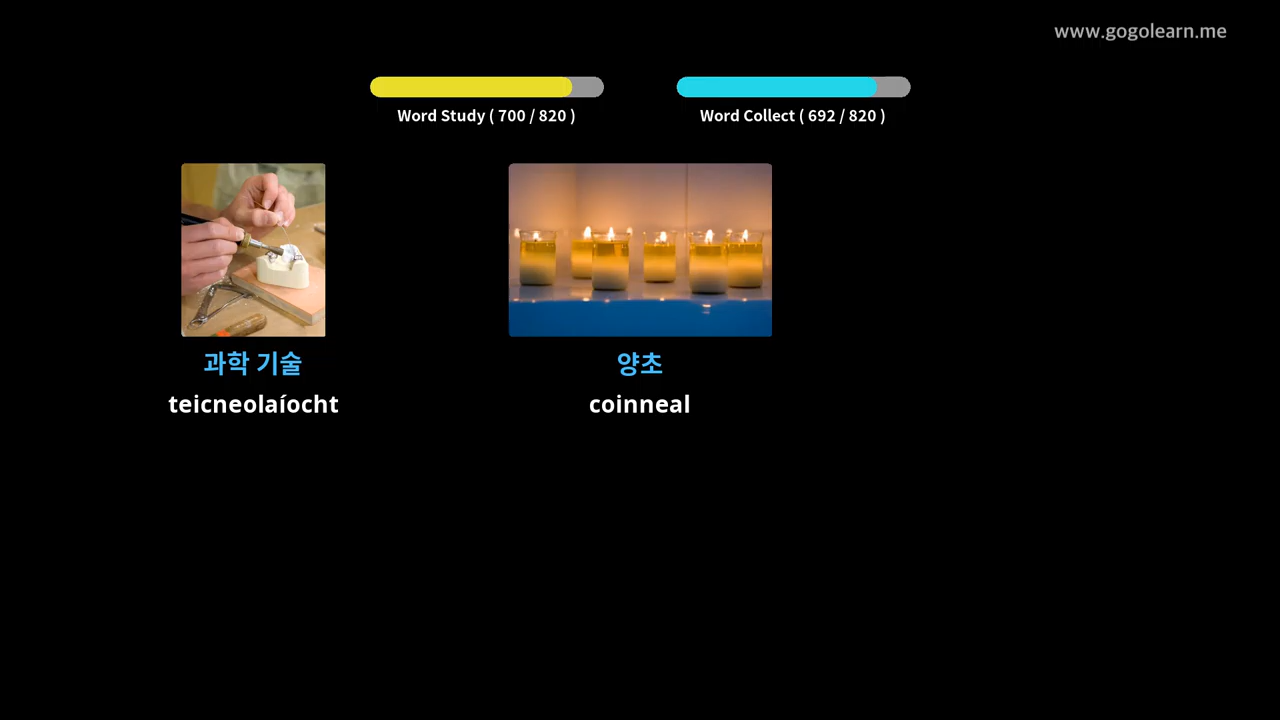 www.gogolearn.me
Word Study ( 700 / 820 )
Word Collect ( 692 / 820 )
과학 기술
teicneolaíocht
양초
coinneal